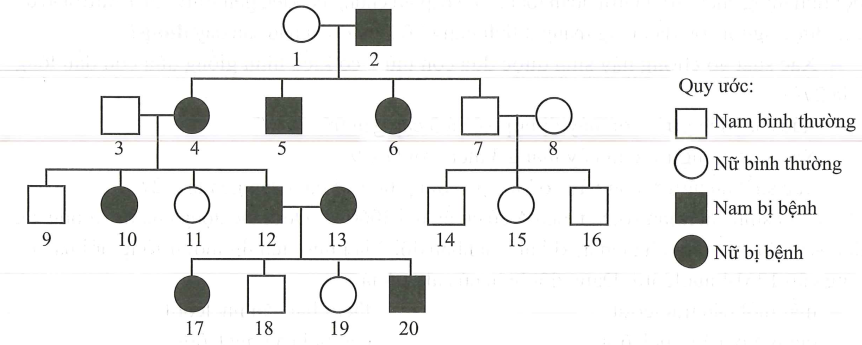 1 2
Quy ước:
Nam bình thường
3 4 5 6 7 8
Nữ bình thường
Nam bị bệnh
9 10 11 12 13 14 15 16
Nữ bị bệnh
17 18 19 20